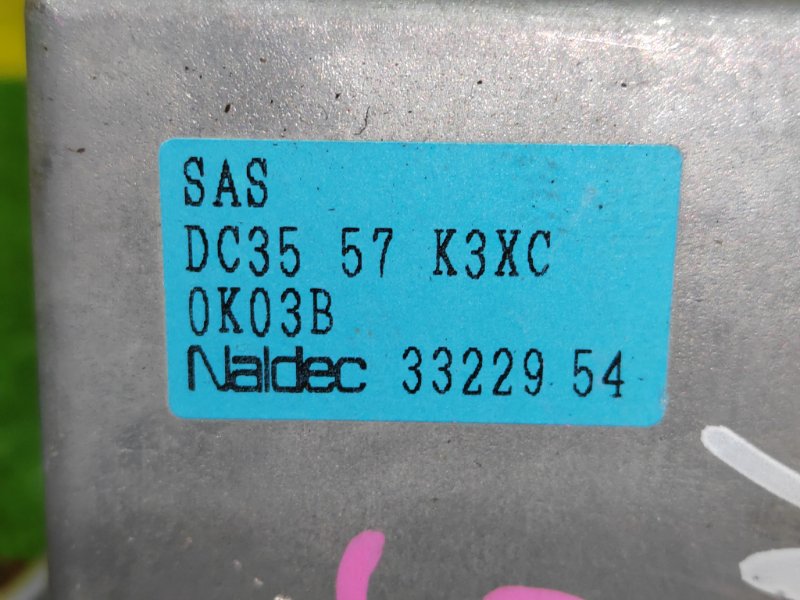 SAS
DC35 57 K3XC
0K03B
Naldec 33229 54